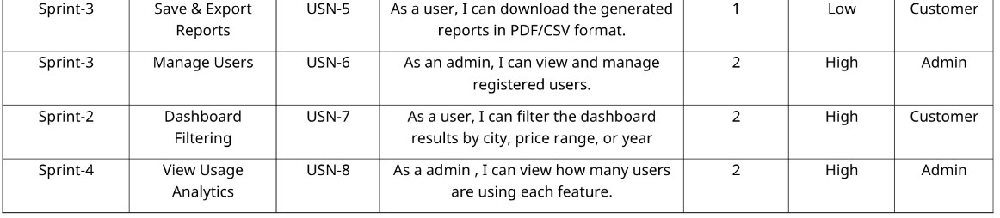 Sprint-3 Save & Export USN-5 As a user, I can download the generated 1 Low Customer
Reports reports in PDF/CSV format.
Sprint-3 Manage Users USN-6 As an admin, I can view and manage 2 High Admin
registered users.
Sprint-2 Dashboard USN-7 As a user, I can filter the dashboard 2 High Customer
Filtering results by city, price range, or year
Sprint-4 View Usage USN-8 As a admin , I can view how many users 2 High Admin
Analytics are using each feature.